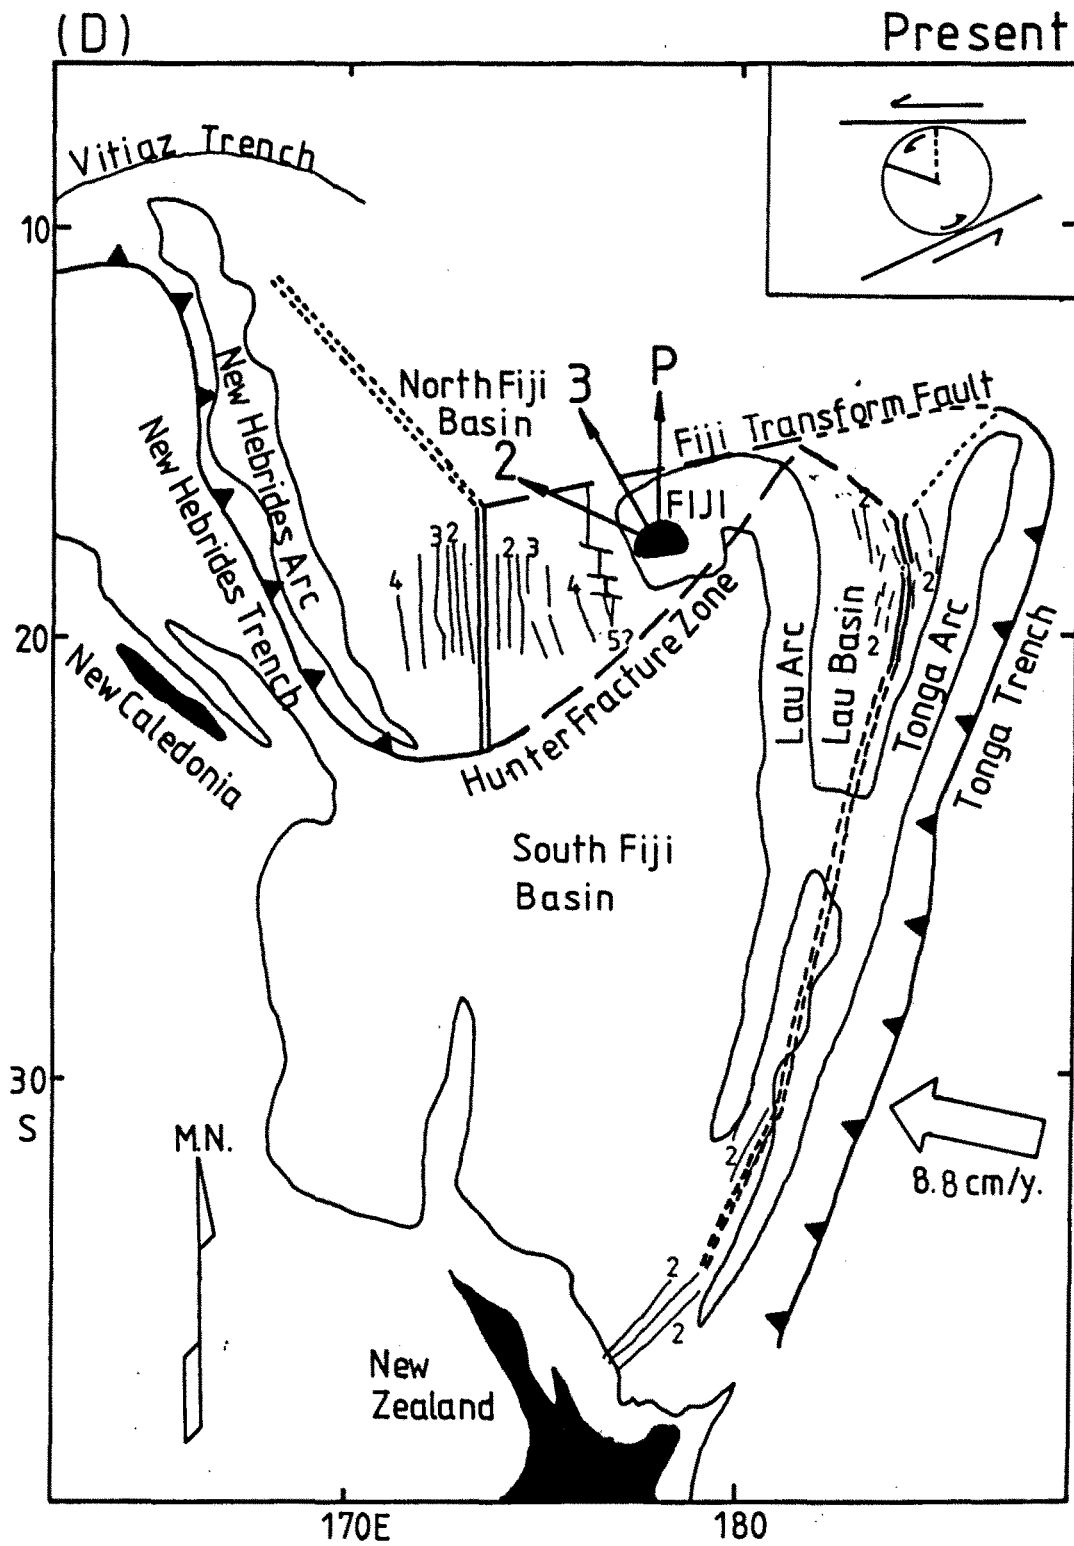 (D) Present
Vitiaz Trench
10
North Fiji
Basin
3
P
2
Fiji Transform Fault
FIJI
New Hebrides Arc
New Hebrides Trench
2
3 2
2 3
4
4
5?
2
2
20
Hunter Fracture Zone
Lau Arc
Lau Basin
Tonga Arc
Tonga Trench
New Caledonia
South Fiji
Basin
30
S
M.N.
2
8.8 cm/y.
2
2
New
Zealand
170E
180